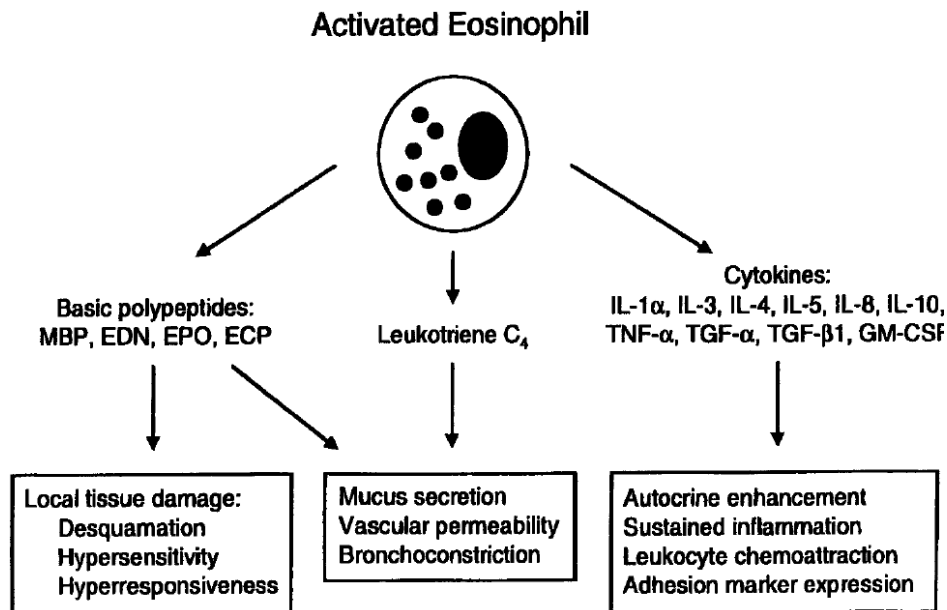 Activated Eosinophil
Basic polypeptides:
MBP, EDN, EPO, ECP
Leukotriene C₄
Cytokines:
IL-1α, IL-3, IL-4, IL-5, IL-8, IL-10,
TNF-α, TGF-α, TGF-β1, GM-CSF
Local tissue damage:
Desquamation
Hypersensitivity
Hyperresponsiveness
Mucus secretion
Vascular permeability
Bronchoconstriction
Autocrine enhancement
Sustained inflammation
Leukocyte chemoattraction
Adhesion marker expression